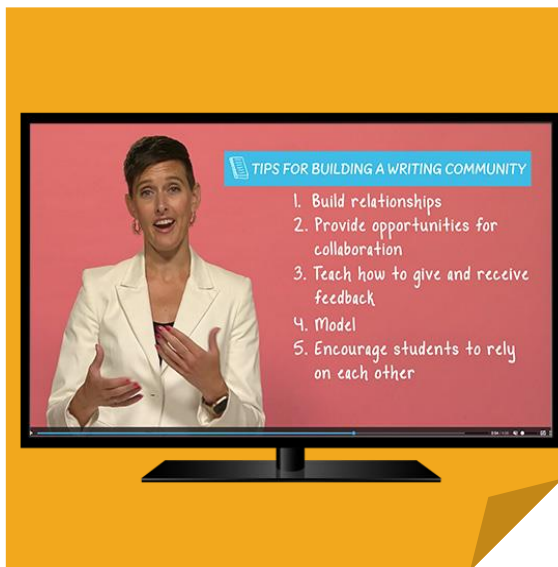 TIPS FOR BUILDING A WRITING COMMUNITY
1. Build relationships
2. Provide opportunities for
collaboration
3. Teach how to give and receive
feedback
4. Model
5. Encourage students to rely
on each other